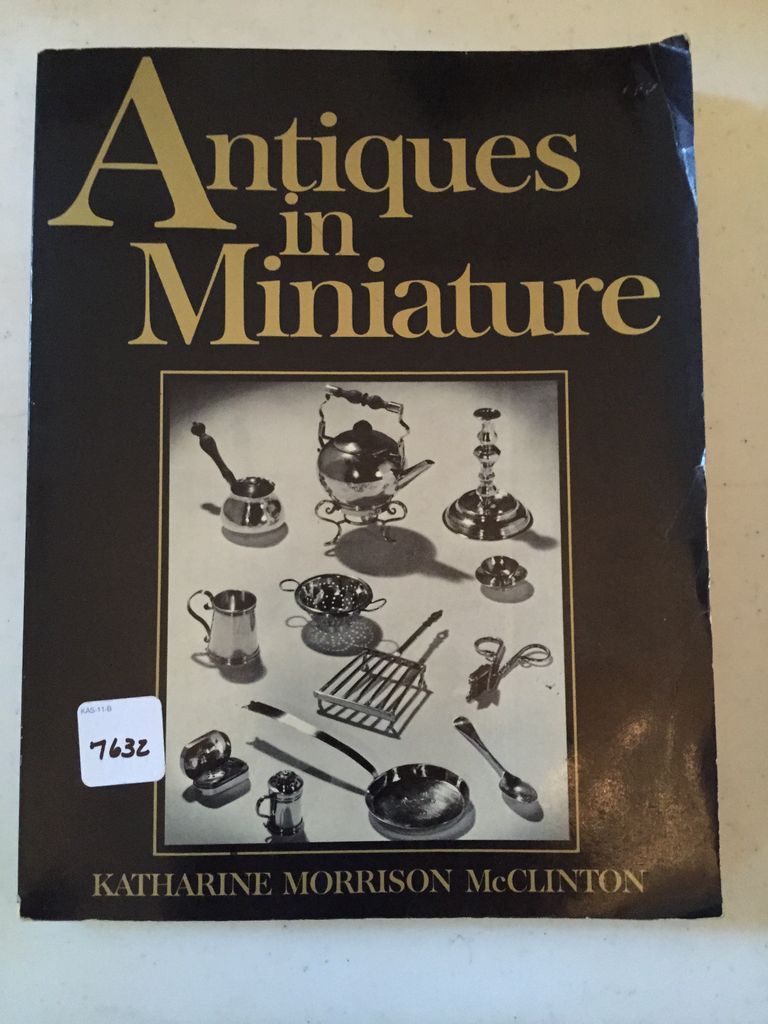 Antiques
in
Miniature
KAS-11-B
7632
KATHARINE MORRISON McCLINTON